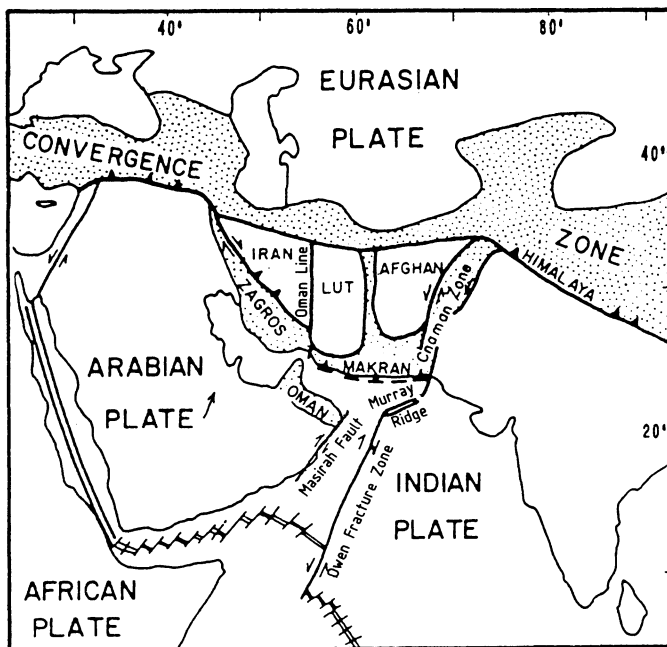 40°
60°
80°
EURASIAN
PLATE
CONVERGENCE
40°
ZONE
HIMALAYA
IRAN
Oman Line
LUT
AFGHAN
Chaman Zone
ZAGROS
MAKRAN
ARABIAN
PLATE
OMAN
Murray
Ridge
20°
Masirah Fault
Owen Fracture Zone
INDIAN
PLATE
AFRICAN
PLATE